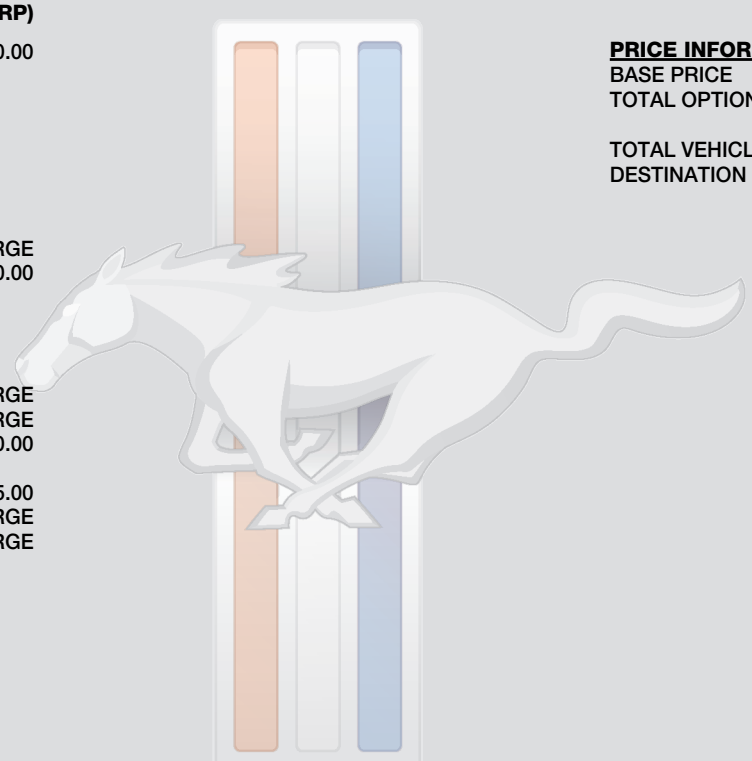 RP)
0.00
RGE
0.00
RGE
RGE
0.00
5.00
RGE
RGE
PRICE INFOR
BASE PRICE
TOTAL OPTION
TOTAL VEHICL
DESTINATION